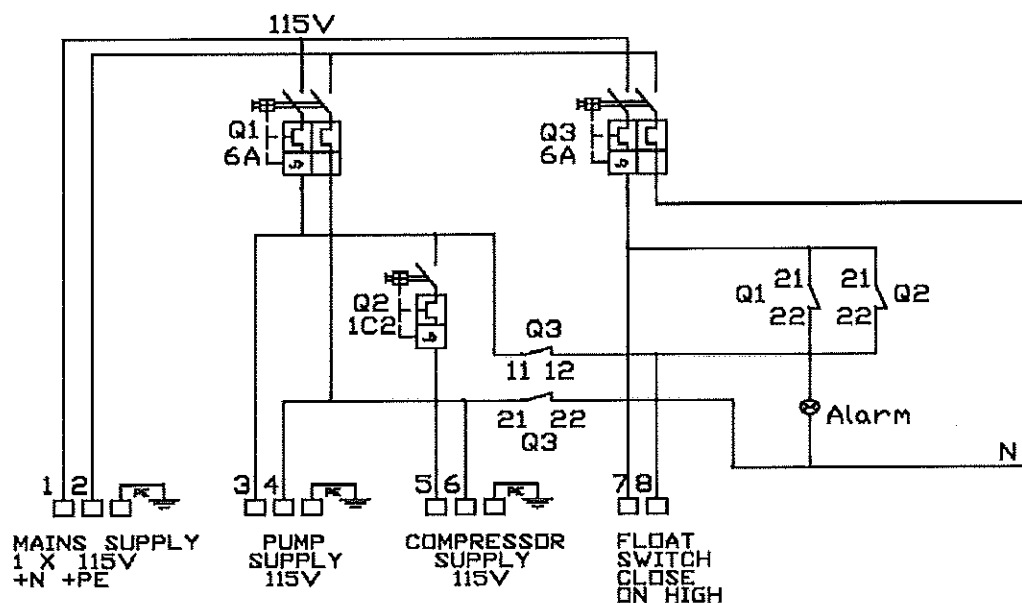 115V
Q1
6A
Q3
6A
Q2
1C2
Q1
21
22
21
22
Q2
Q3
11 12
21 22
Q3
Alarm
N
1 2 PE
3 4 PE
5 6 PE
7 8
MAINS SUPPLY
1 X 115V
+N +PE
PUMP
SUPPLY
115V
COMPRESSOR
SUPPLY
115V
FLOAT
SWITCH
CLOSE
ON HIGH